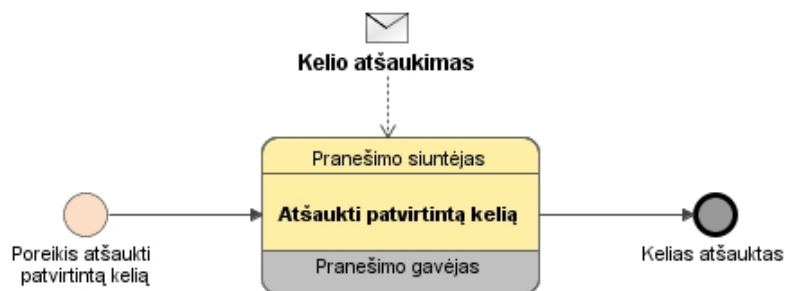 Kelio atšaukimas
Pranešimo siuntėjas
Atšaukti patvirtintą kelią
Pranešimo gavėjas
Poreikis atšaukti
patvirtintą kelią
Kelias atšauktas